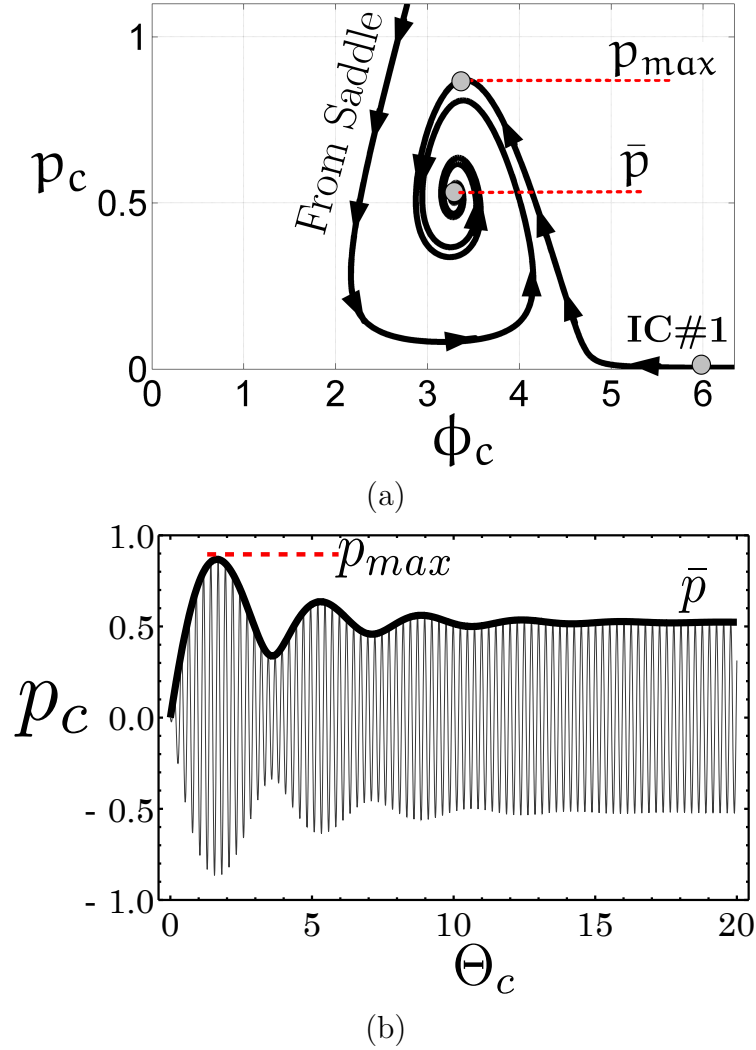 1
p_max
From Saddle
p̄
p_c
0.5
IC#1
0
0 1 2 3 4 5 6
ϕ_c
(a)
1.0
p_max
p̄
0.5
p_c
0.0
- 0.5
- 1.0
0 5 10 15 20
Θ_c
(b)